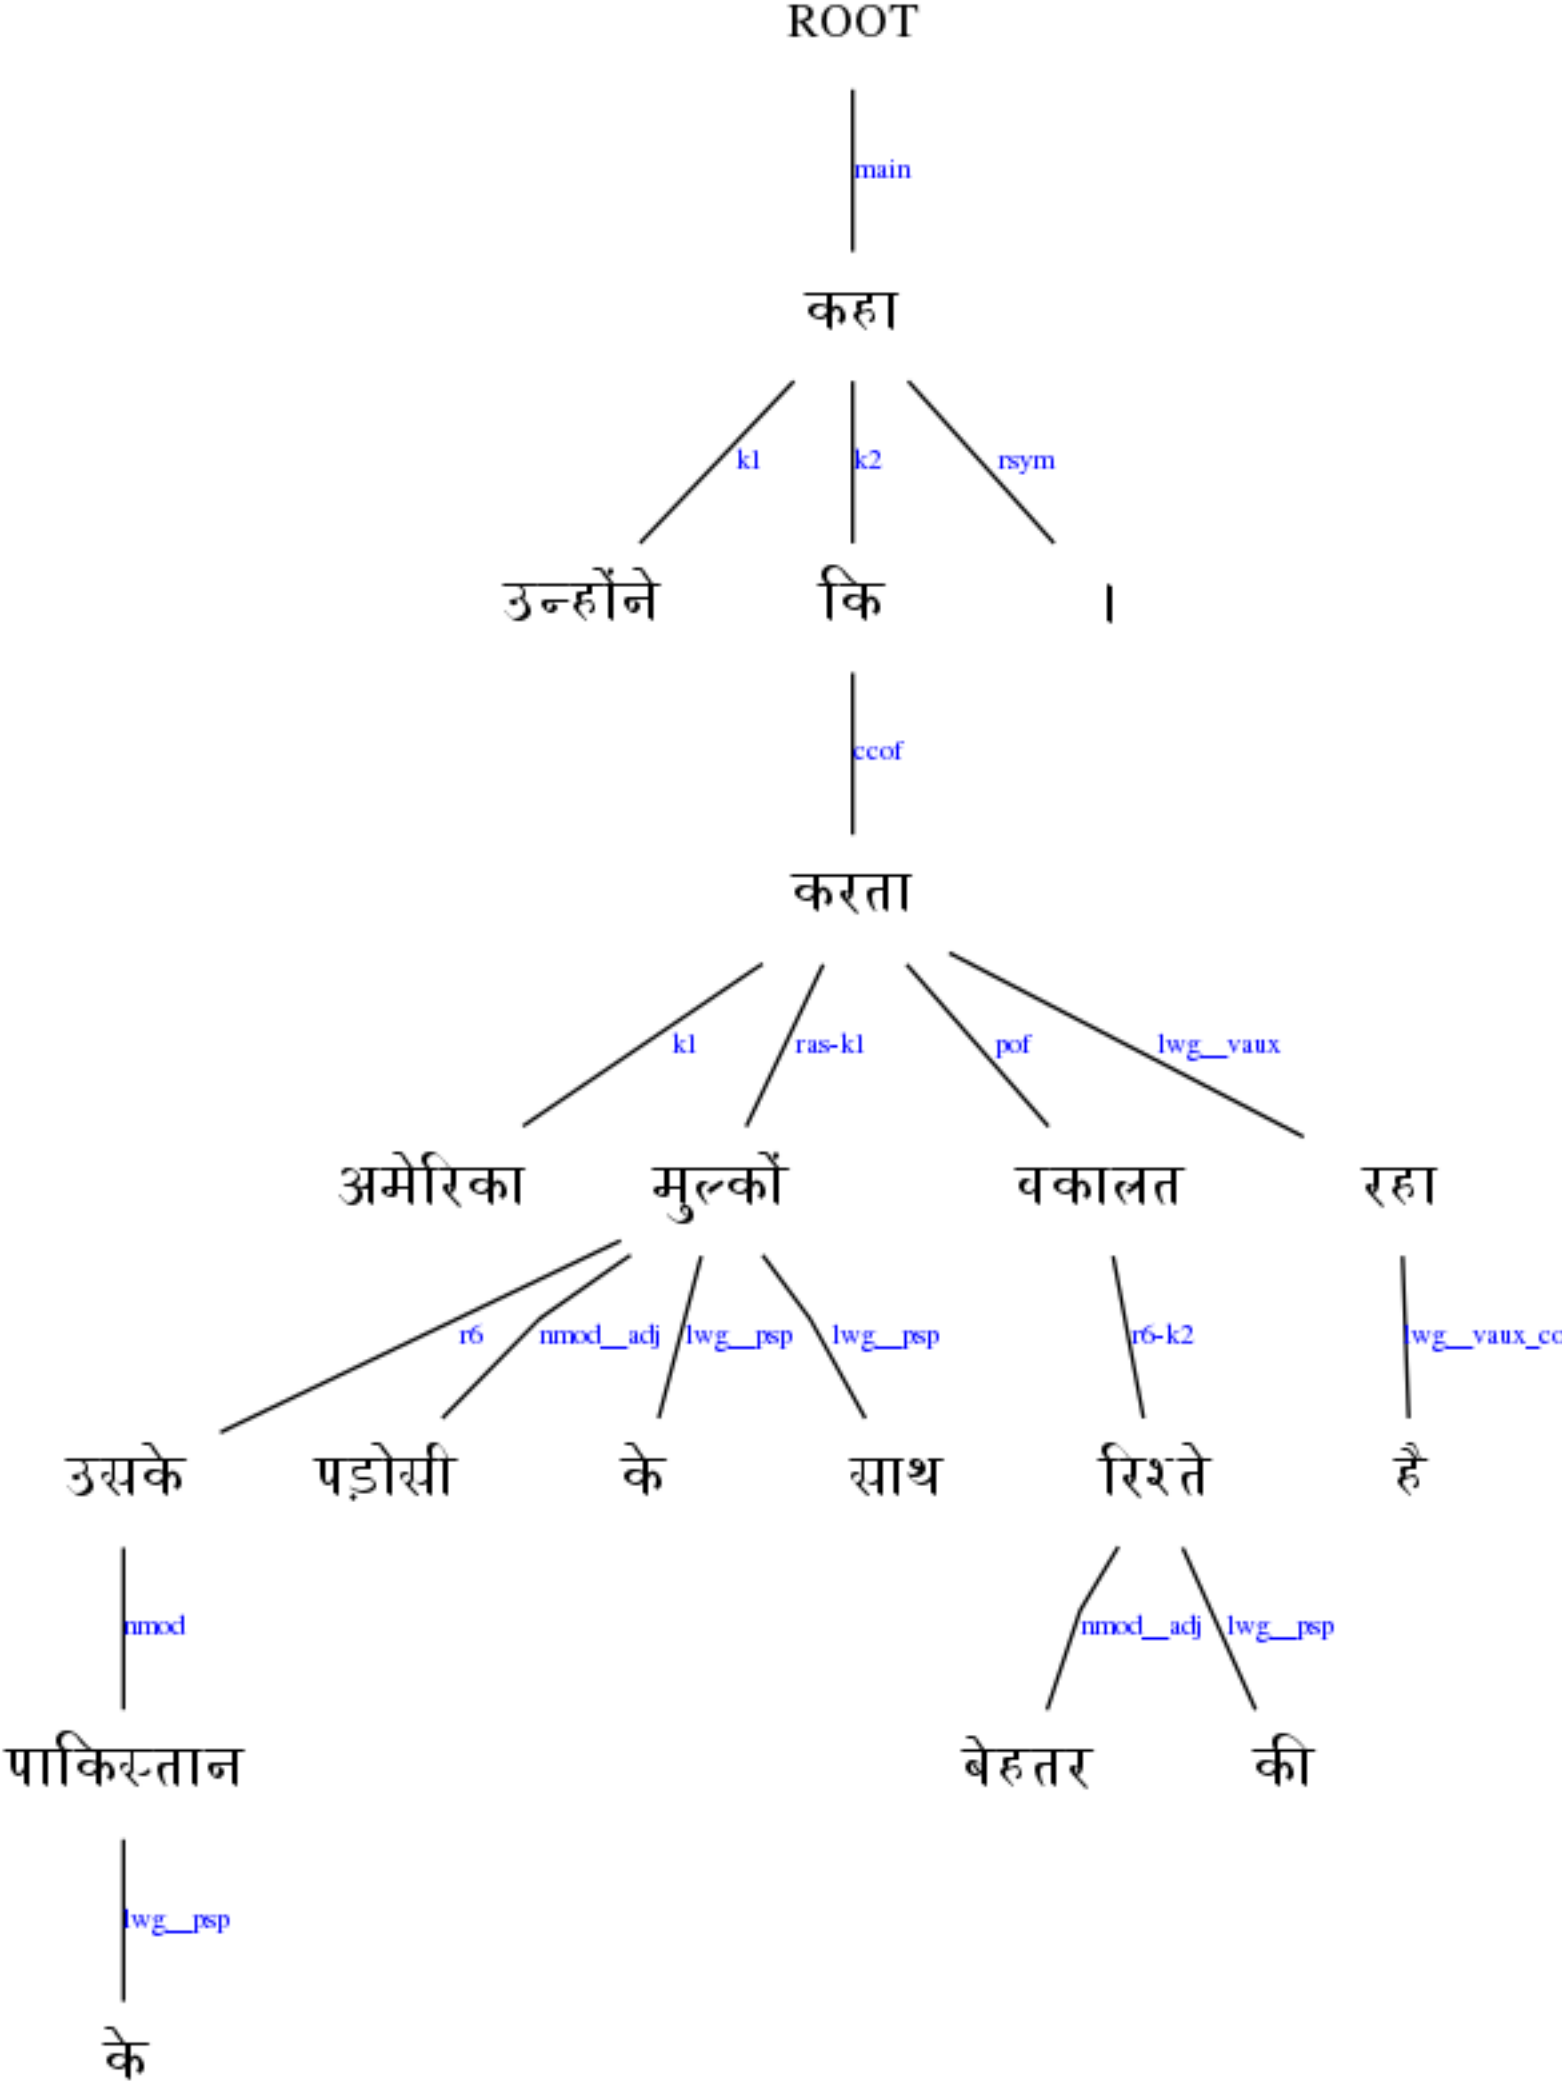 ROOT
main
कहा
k1 k2 rsym
उन्होंने कि ।
ccof
करता
k1 ras-k1 pof lwg__vaux
अमेरिका मुल्कों वकालत रहा
r6 nmod__adj lwg__psp lwg__psp r6-k2 lwg__vaux_co
उसके पड़ोसी के साथ रिश्ते है
nmod nmod__adj lwg__psp
पाकिस्तान बेहतर की
lwg__psp
के